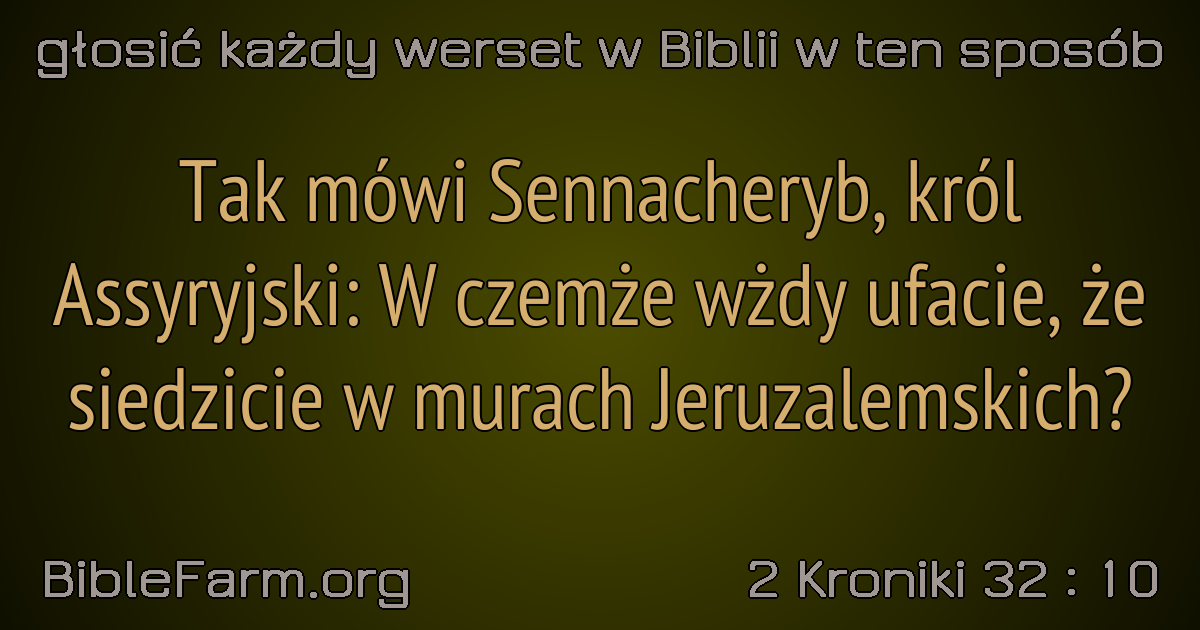 głosić każdy werset w Biblii w ten sposób
Tak mówi Sennacheryb, król
Assyryjski: W czemże wżdy ufacie, że
siedzicie w murach Jeruzalemskich?
BibleFarm.org
2 Kroniki 32 : 10